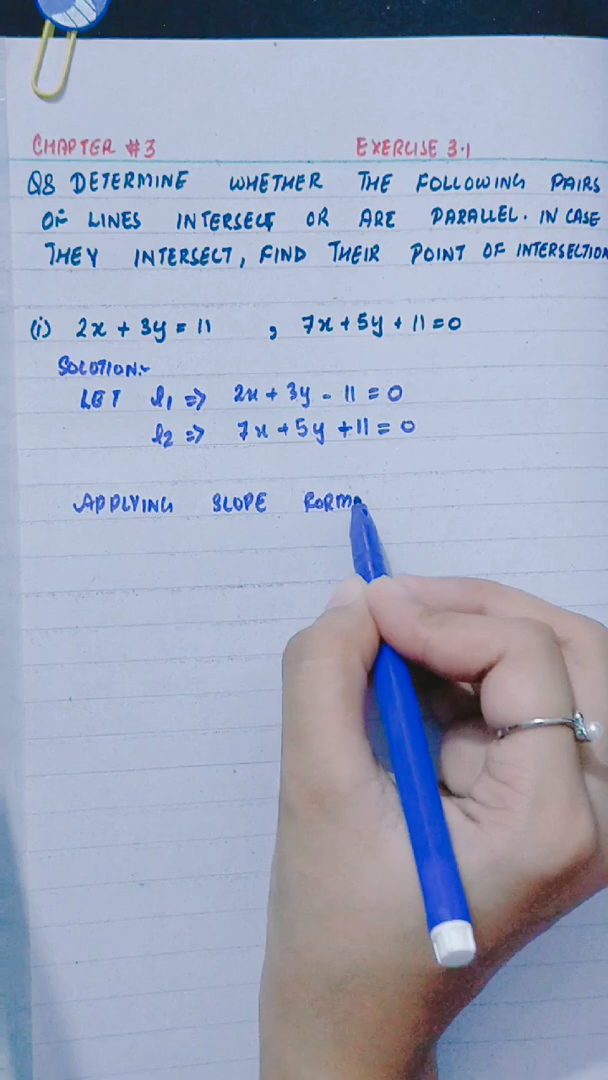 CHAPTER #3 EXERCISE 3.1
Q8 DETERMINE WHETHER THE FOLLOWING PAIRS
OF LINES INTERSECT OR ARE PARALLEL. IN CASE
THEY INTERSECT, FIND THEIR POINT OF INTERSECTION
(i) 2x + 3y = 11 , 7x + 5y + 11 = 0
SOLUTION:-
LET l₁ => 2x + 3y - 11 = 0
l₂ => 7x + 5y + 11 = 0
APPLYING SLOPE FORM